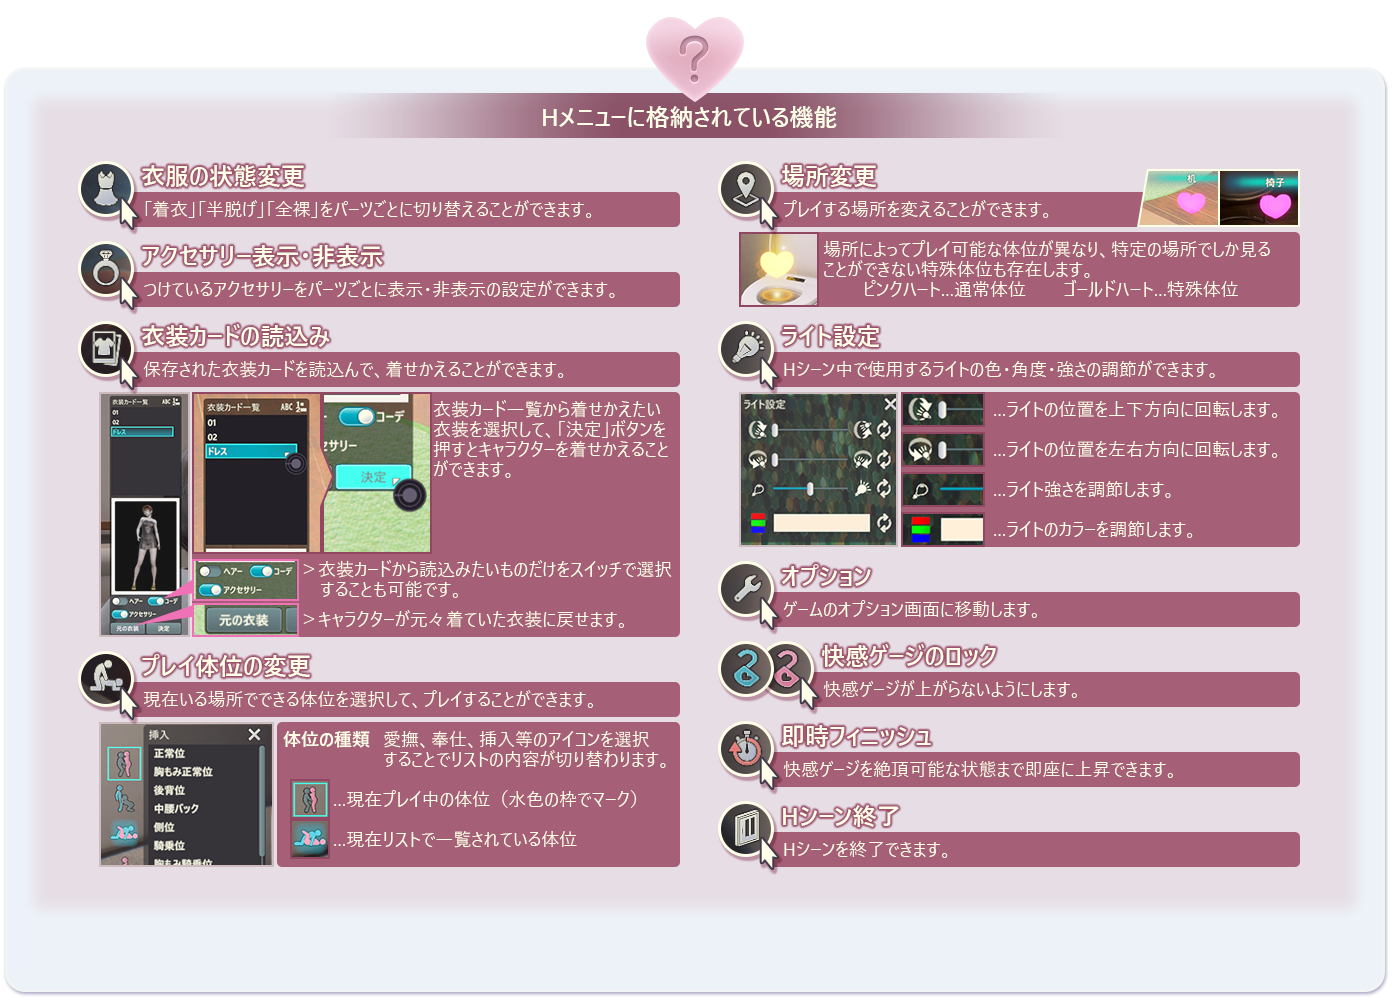 ?
Hメニューに格納されている機能
衣服の状態変更
「着衣」「半脱げ」「全裸」をパーツごとに切り替えることができます。
アクセサリー表示・非表示
つけているアクセサリーをパーツごとに表示・非表示の設定ができます。
衣装カードの読込み
保存された衣装カードを読込んで、着せかえることができます。
衣装カード一覧 ABC
01
02
ドレス
ヘアー コーデ
アクセサリー
元の衣装 決定
衣装カード一覧 ABC
01
02
ドレス
コーデ
セサリー
決定
衣装カード一覧から着せかえたい
衣装を選択して、「決定」ボタンを
押すとキャラクターを着せかえること
ができます。
ヘアー コーデ
アクセサリー
>衣装カードから読込みたいものだけをスイッチで選択
することも可能です。
元の衣装
>キャラクターが元々着ていた衣装に戻せます。
プレイ体位の変更
現在いる場所でできる体位を選択して、プレイすることができます。
挿入
正常位
胸もみ正常位
後背位
中腰バック
側位
騎乗位
胸もみ騎乗位
体位の種類 愛撫、奉仕、挿入等のアイコンを選択
することでリストの内容が切り替わります。
…現在プレイ中の体位（水色の枠でマーク）
…現在リストで一覧されている体位
場所変更
プレイする場所を変えることができます。
机
椅子
場所によってプレイ可能な体位が異なり、特定の場所でしか見る
ことができない特殊体位も存在します。
ピンクハート…通常体位 ゴールドハート…特殊体位
ライト設定
Hシーン中で使用するライトの色・角度・強さの調節ができます。
ライト設定
…ライトの位置を上下方向に回転します。
…ライトの位置を左右方向に回転します。
…ライト強さを調節します。
…ライトのカラーを調節します。
オプション
ゲームのオプション画面に移動します。
快感ゲージのロック
快感ゲージが上がらないようにします。
即時フィニッシュ
快感ゲージを絶頂可能な状態まで即座に上昇できます。
Hシーン終了
Hシーンを終了できます。